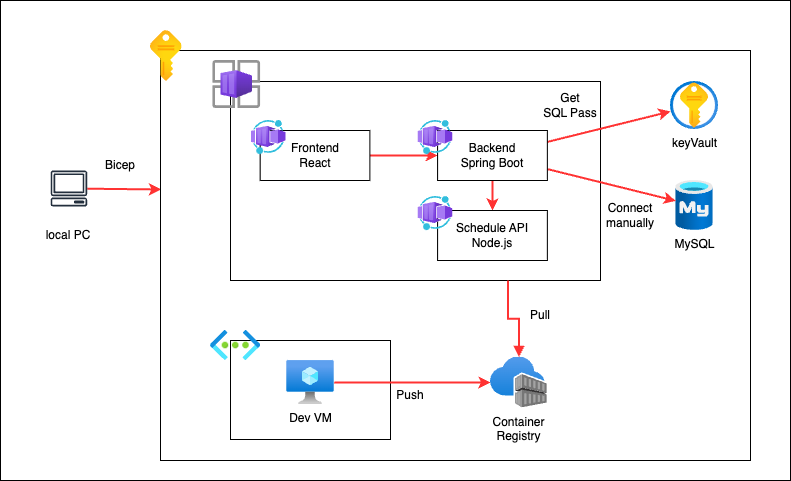 Get
SQL Pass
keyVault
Frontend
React
Backend
Spring Boot
Bicep
local PC
Schedule API
Node.js
Connect
manually
My
MySQL
Pull
Dev VM
Push
Container
Registry